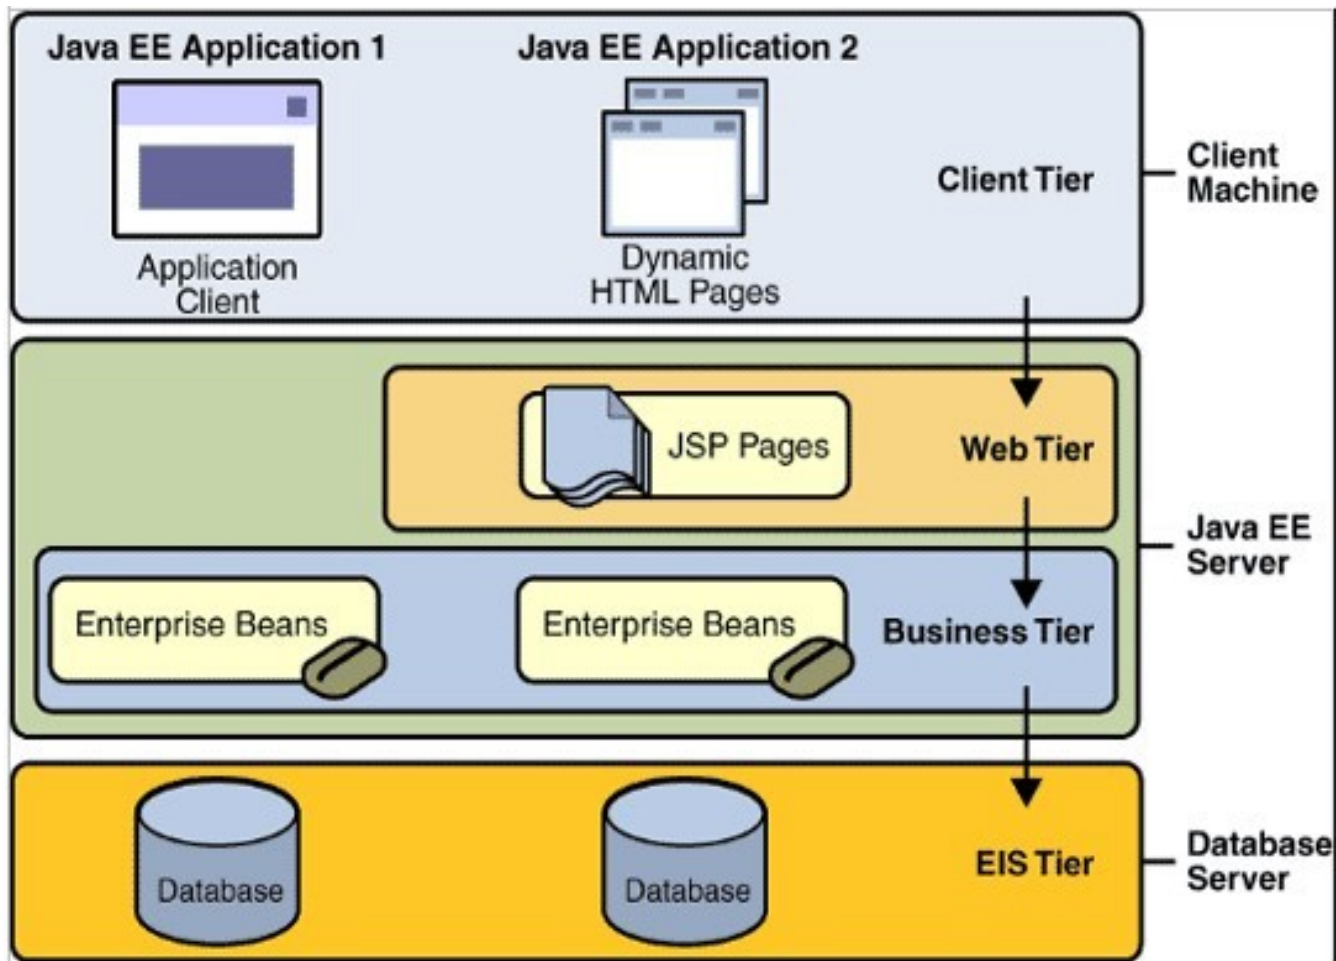 Java EE Application 1
Java EE Application 2
Application
Client
Dynamic
HTML Pages
Client Tier
Client
Machine
JSP Pages
Web Tier
Java EE
Server
Enterprise Beans
Enterprise Beans
Business Tier
Database
Database
EIS Tier
Database
Server